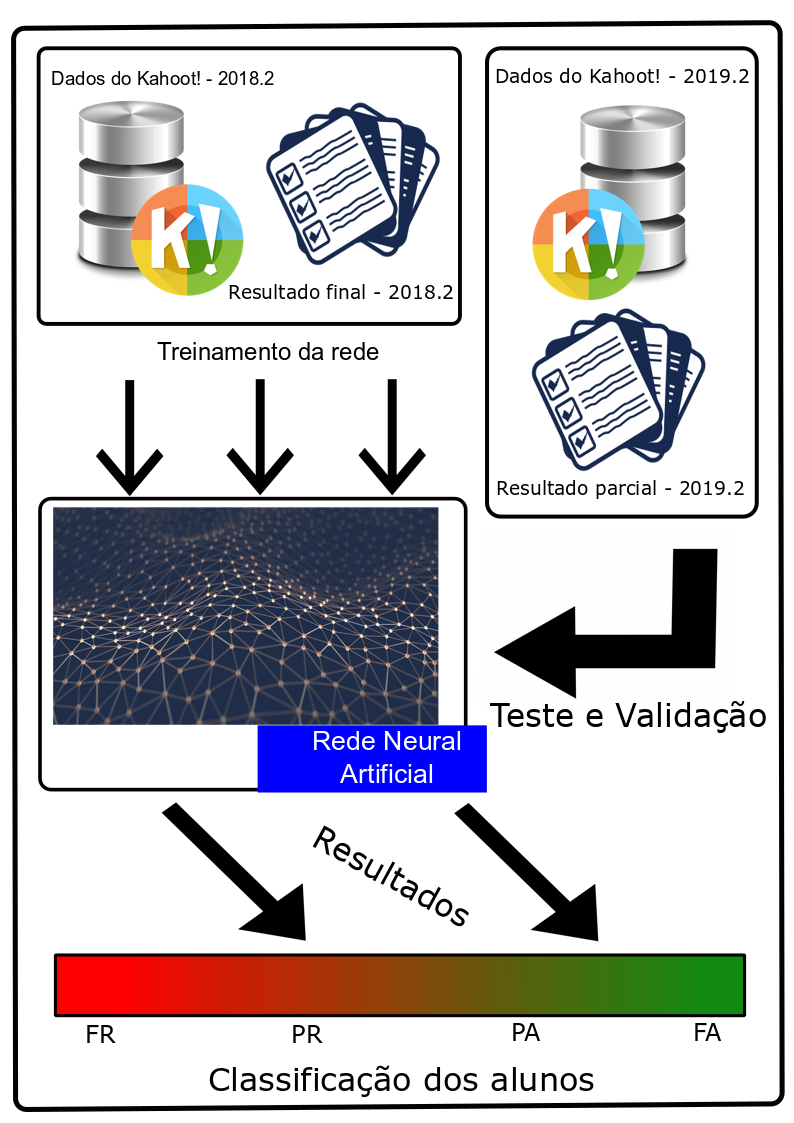 Dados do Kahoot! - 2018.2
K!
Resultado final - 2018.2
Dados do Kahoot! - 2019.2
K!
Resultado parcial - 2019.2
Treinamento da rede
Teste e Validação
Rede Neural
Artificial
Resultados
FR PR PA FA
Classificação dos alunos